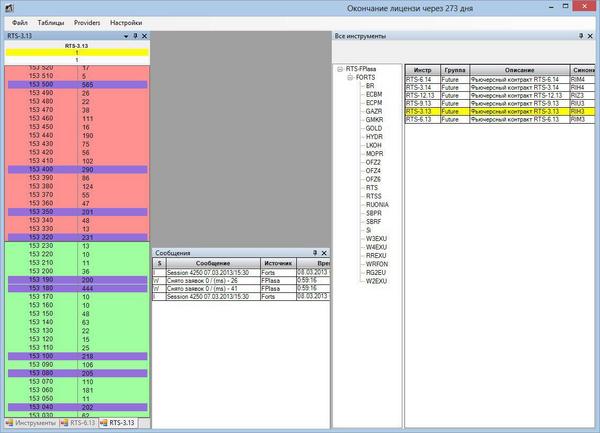 Окончание лицензи через 273 дня
Файл Таблицы Providers Настройки
RTS-3.13
RTS-3.13
1
1
153 520 17
153 510 5
153 500 565
153 490 26
153 480 22
153 470 38
153 460 111
153 450 16
153 440 190
153 430 75
153 420 56
153 410 102
153 400 290
153 390 86
153 380 124
153 370 55
153 360 47
153 350 201
153 340 48
153 330 13
153 320 231
153 230 13
153 220 10
153 210 11
153 200 36
153 190 200
153 180 444
153 170 10
153 160 10
153 150 48
153 140 63
153 130 22
153 120 15
153 110 25
153 100 218
153 090 106
153 080 205
153 070 110
153 060 181
153 050 11
153 040 202
153 030 62
Инструменты RTS-6.13 RTS-3.13
Сообщения
S Сообщение Источник Врем
I Session 4250 07.03.2013/15:30 Forts 08.03.2013
W Снято заявок 0 / (ms) - 26 FPlasa 0:59:16
W Снято заявок 0 / (ms) - 41 FPlasa 0:59:16
I Session 4250 07.03.2013/15:30 Forts 08.03.2013
Все инструменты
RTS-FPlasa
FORTS
BR
ECBM
ECPM
GAZR
GMKR
GOLD
HYDR
LKOH
MOPR
OFZ2
OFZ4
OFZ6
RTS
RTSS
RUONIA
SBPR
SBRF
Si
W3EXU
W4EXU
RREXU
WRFON
RG2EU
W2EXU
Инстр Группа Описание Синони
RTS-6.14 Future Фьючерсный контракт RTS-6.14 RIM4
RTS-3.14 Future Фьючерсный контракт RTS-3.14 RIH4
RTS-12.13 Future Фьючерсный контракт RTS-12.13 RIZ3
RTS-9.13 Future Фьючерсный контракт RTS-9.13 RIU3
RTS-3.13 Future Фьючерсный контракт RTS-3.13 RIH3
RTS-6.13 Future Фьючерсный контракт RTS-6.13 RIM3